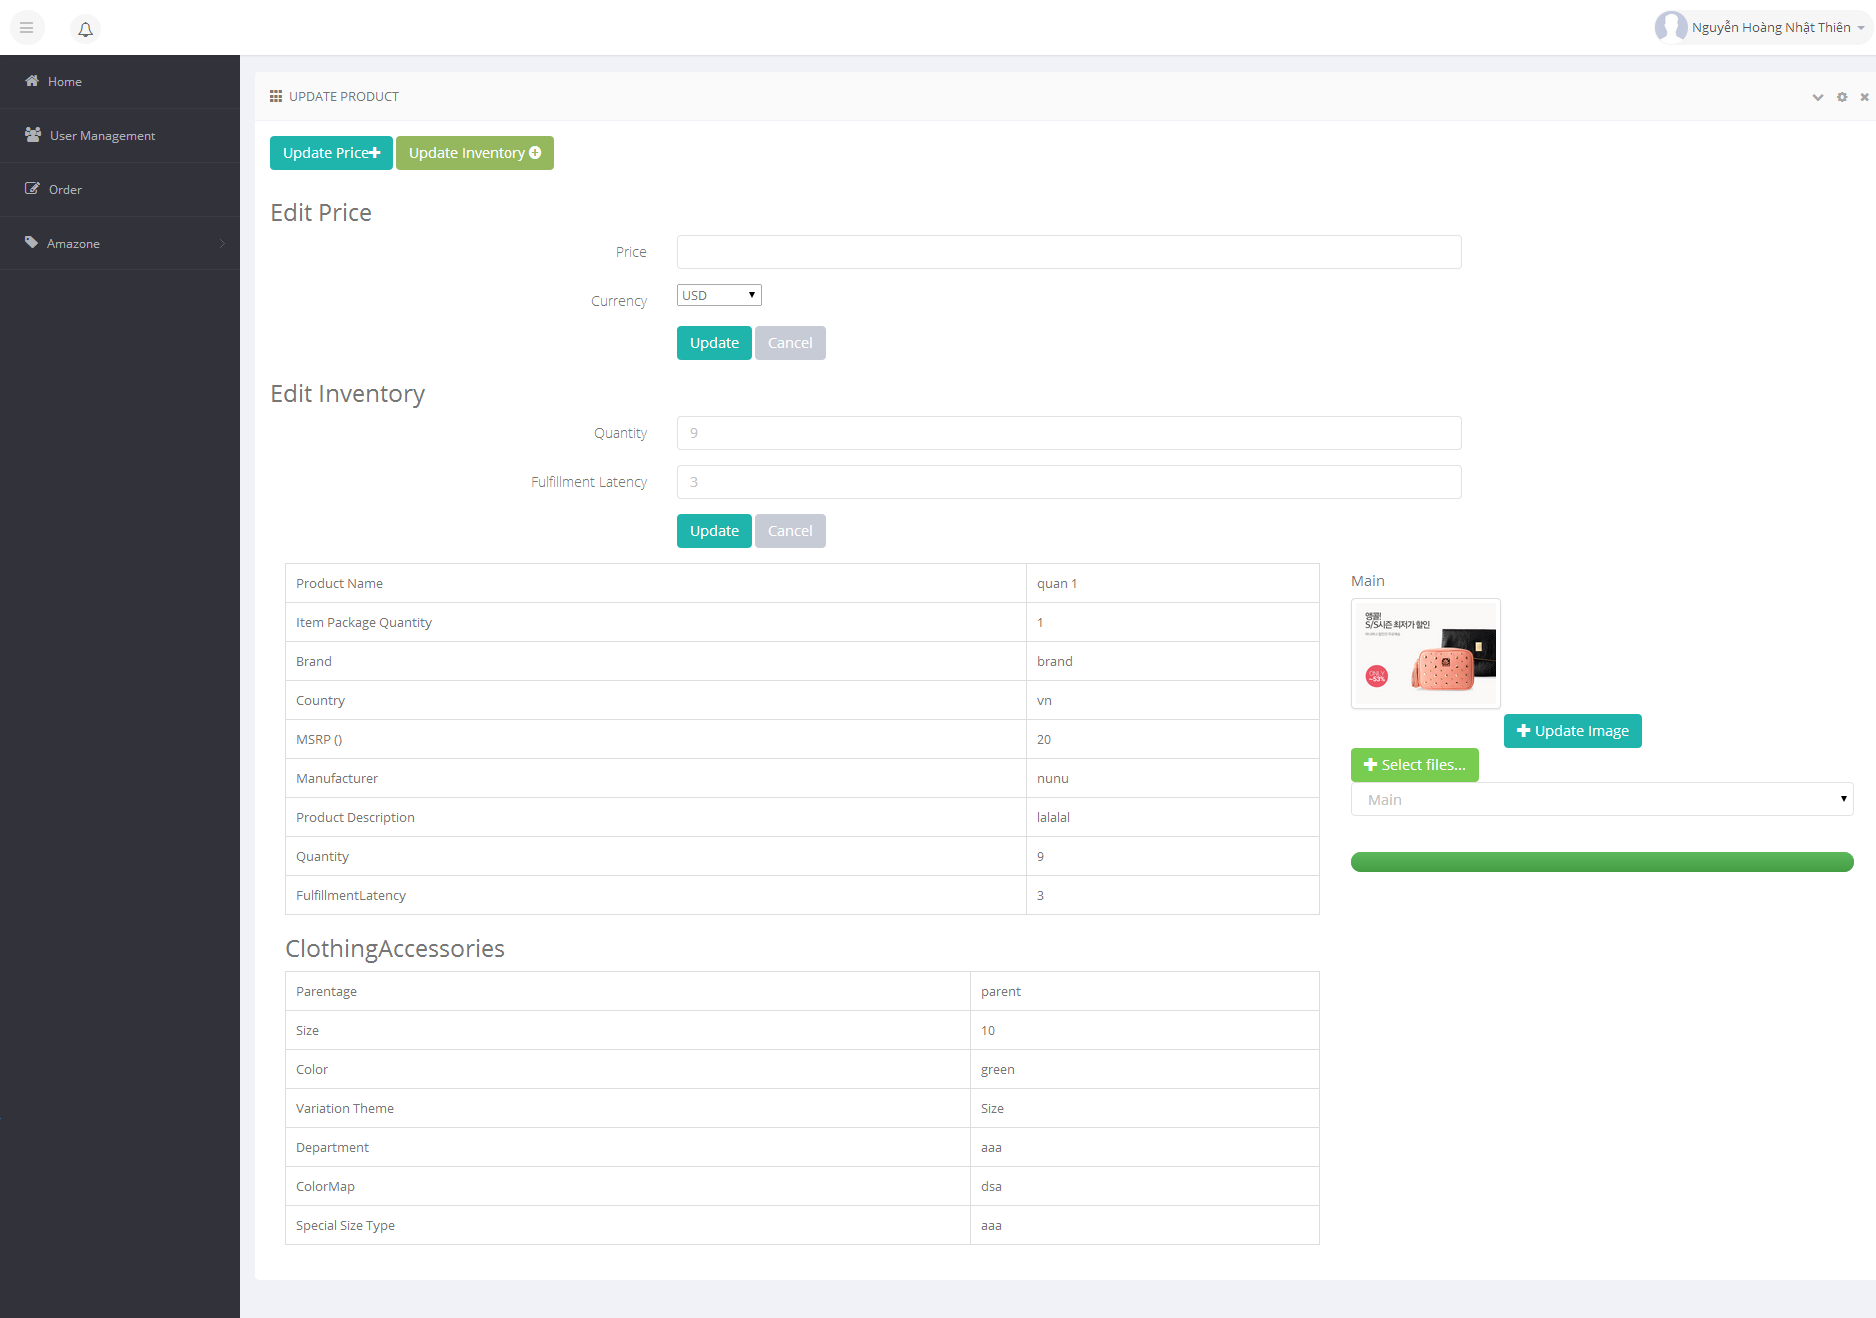 Nguyễn Hoàng Nhật Thiên
Home
User Management
Order
Amazone
UPDATE PRODUCT
Update Price
Update Inventory
Edit Price
Price
Currency
USD
Update Cancel
Edit Inventory
Quantity 9
Fulfillment Latency 3
Update Cancel
Product Name quan 1
Item Package Quantity 1
Brand brand
Country vn
MSRP () 20
Manufacturer nunu
Product Description lalalal
Quantity 9
FulfillmentLatency 3
Main
앵콜!
S/S시즌 최저가 할인
ONLY
~53%
Update Image
Select files...
Main
ClothingAccessories
Parentage parent
Size 10
Color green
Variation Theme Size
Department aaa
ColorMap dsa
Special Size Type aaa